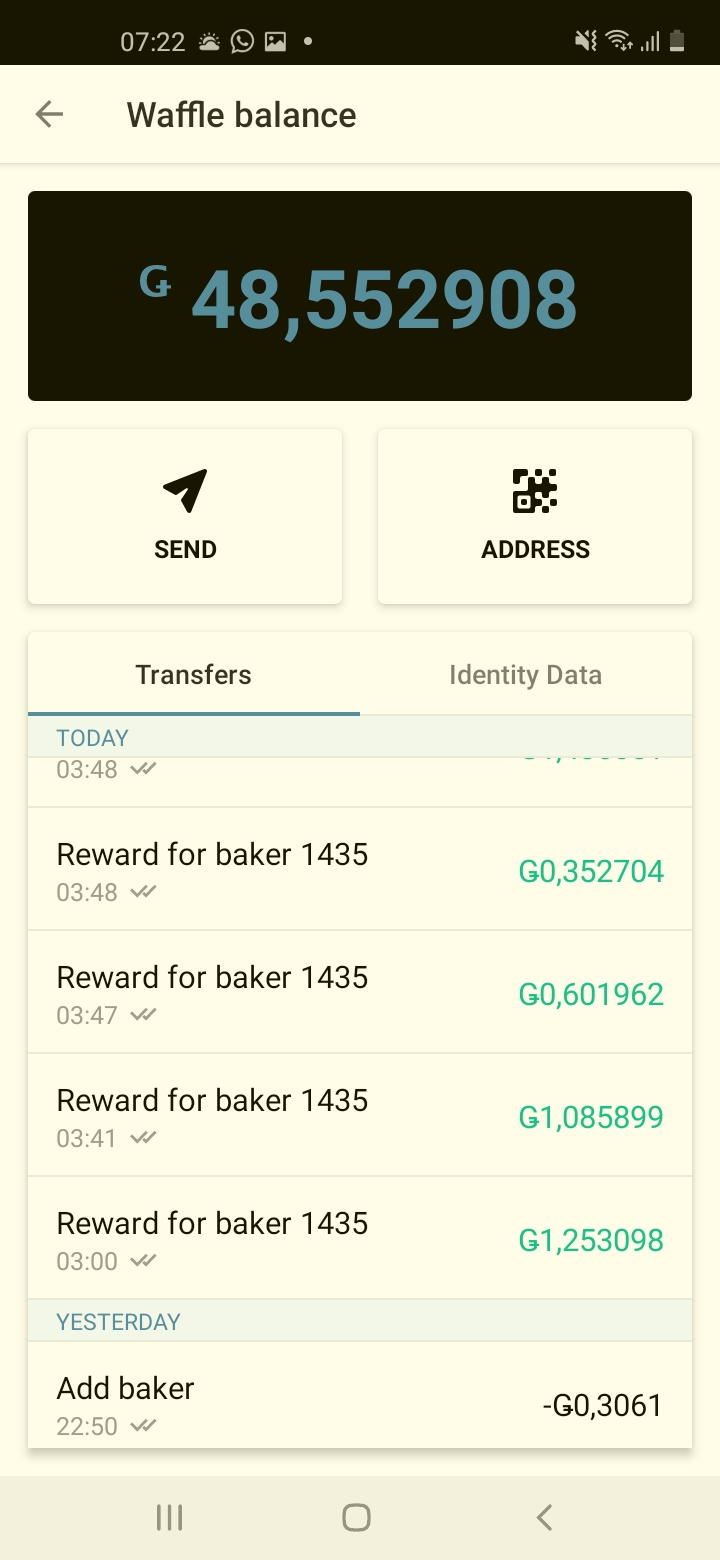 07:22
Waffle balance
Ǥ 48,552908
SEND
ADDRESS
Transfers
Identity Data
TODAY
03:48
Reward for baker 1435
Ǥ0,352704
03:48
Reward for baker 1435
Ǥ0,601962
03:47
Reward for baker 1435
Ǥ1,085899
03:41
Reward for baker 1435
Ǥ1,253098
03:00
YESTERDAY
Add baker
-Ǥ0,3061
22:50